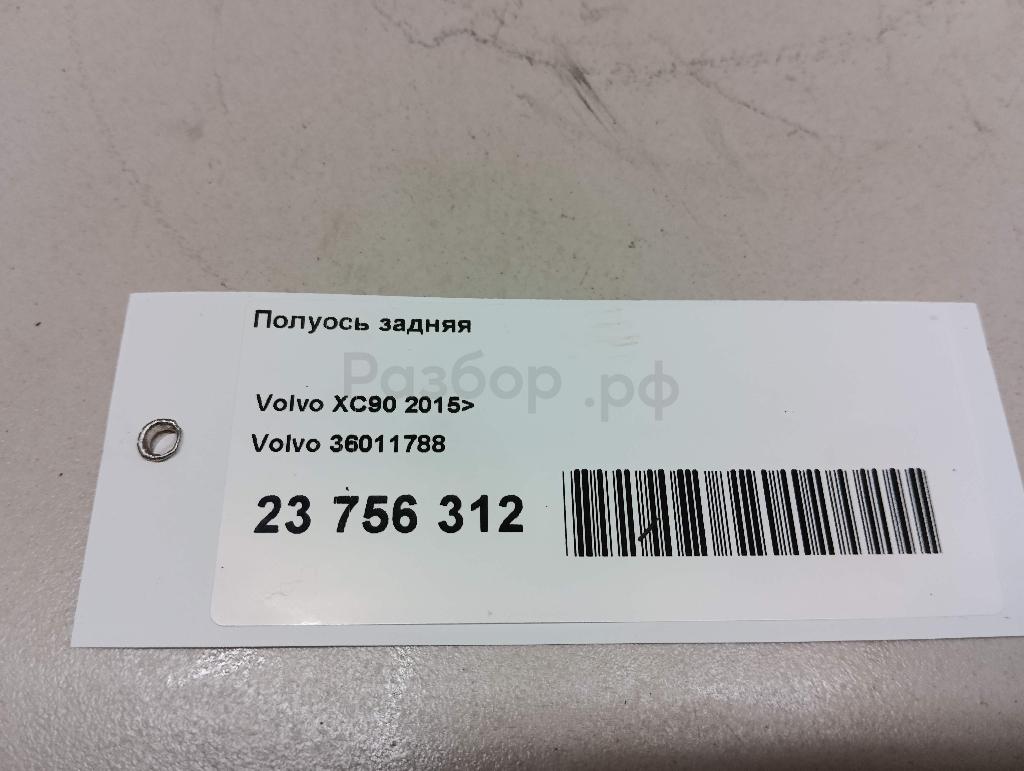 Полуось задняя
Разбор.рф
Volvo XC90 2015>
Volvo 36011788
23 756 312